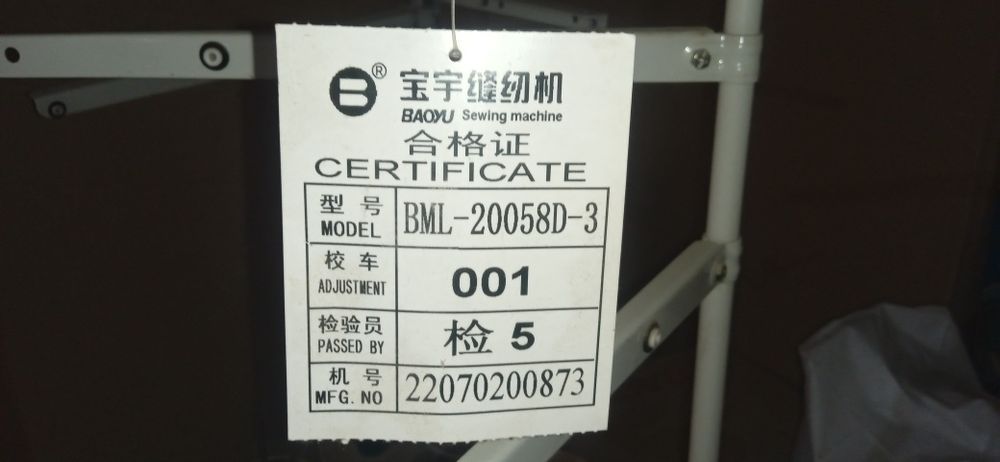 B® 宝宇缝纫机
BAOYU Sewing machine
合格证
CERTIFICATE
型号 BML-20058D-3
MODEL
校车 001
ADJUSTMENT
检验员 检 5
PASSED BY
机号 22070200873
MFG. NO